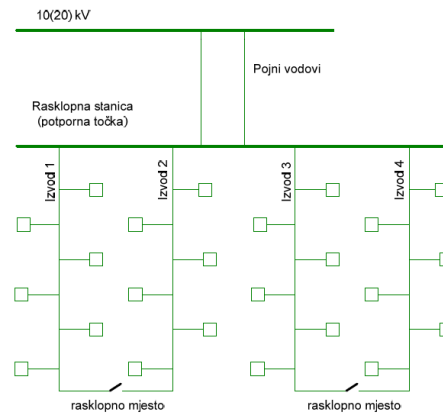 10(20) kV
Pojni vodovi
Rasklopna stanica
(potporna točka)
Izvod 1
Izvod 2
Izvod 3
Izvod 4
rasklopno mjesto
rasklopno mjesto